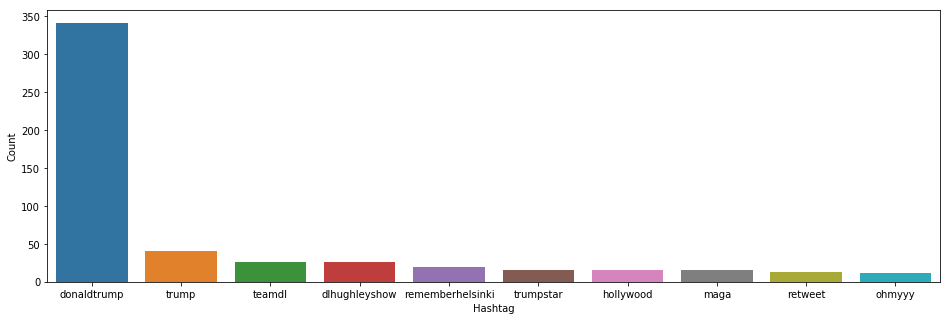 350
300
250
200
150
100
50
0
Count
donaldtrump trump teamdl dlhughleyshow rememberhelsinki trumpstar hollywood maga retweet ohmyyy
Hashtag